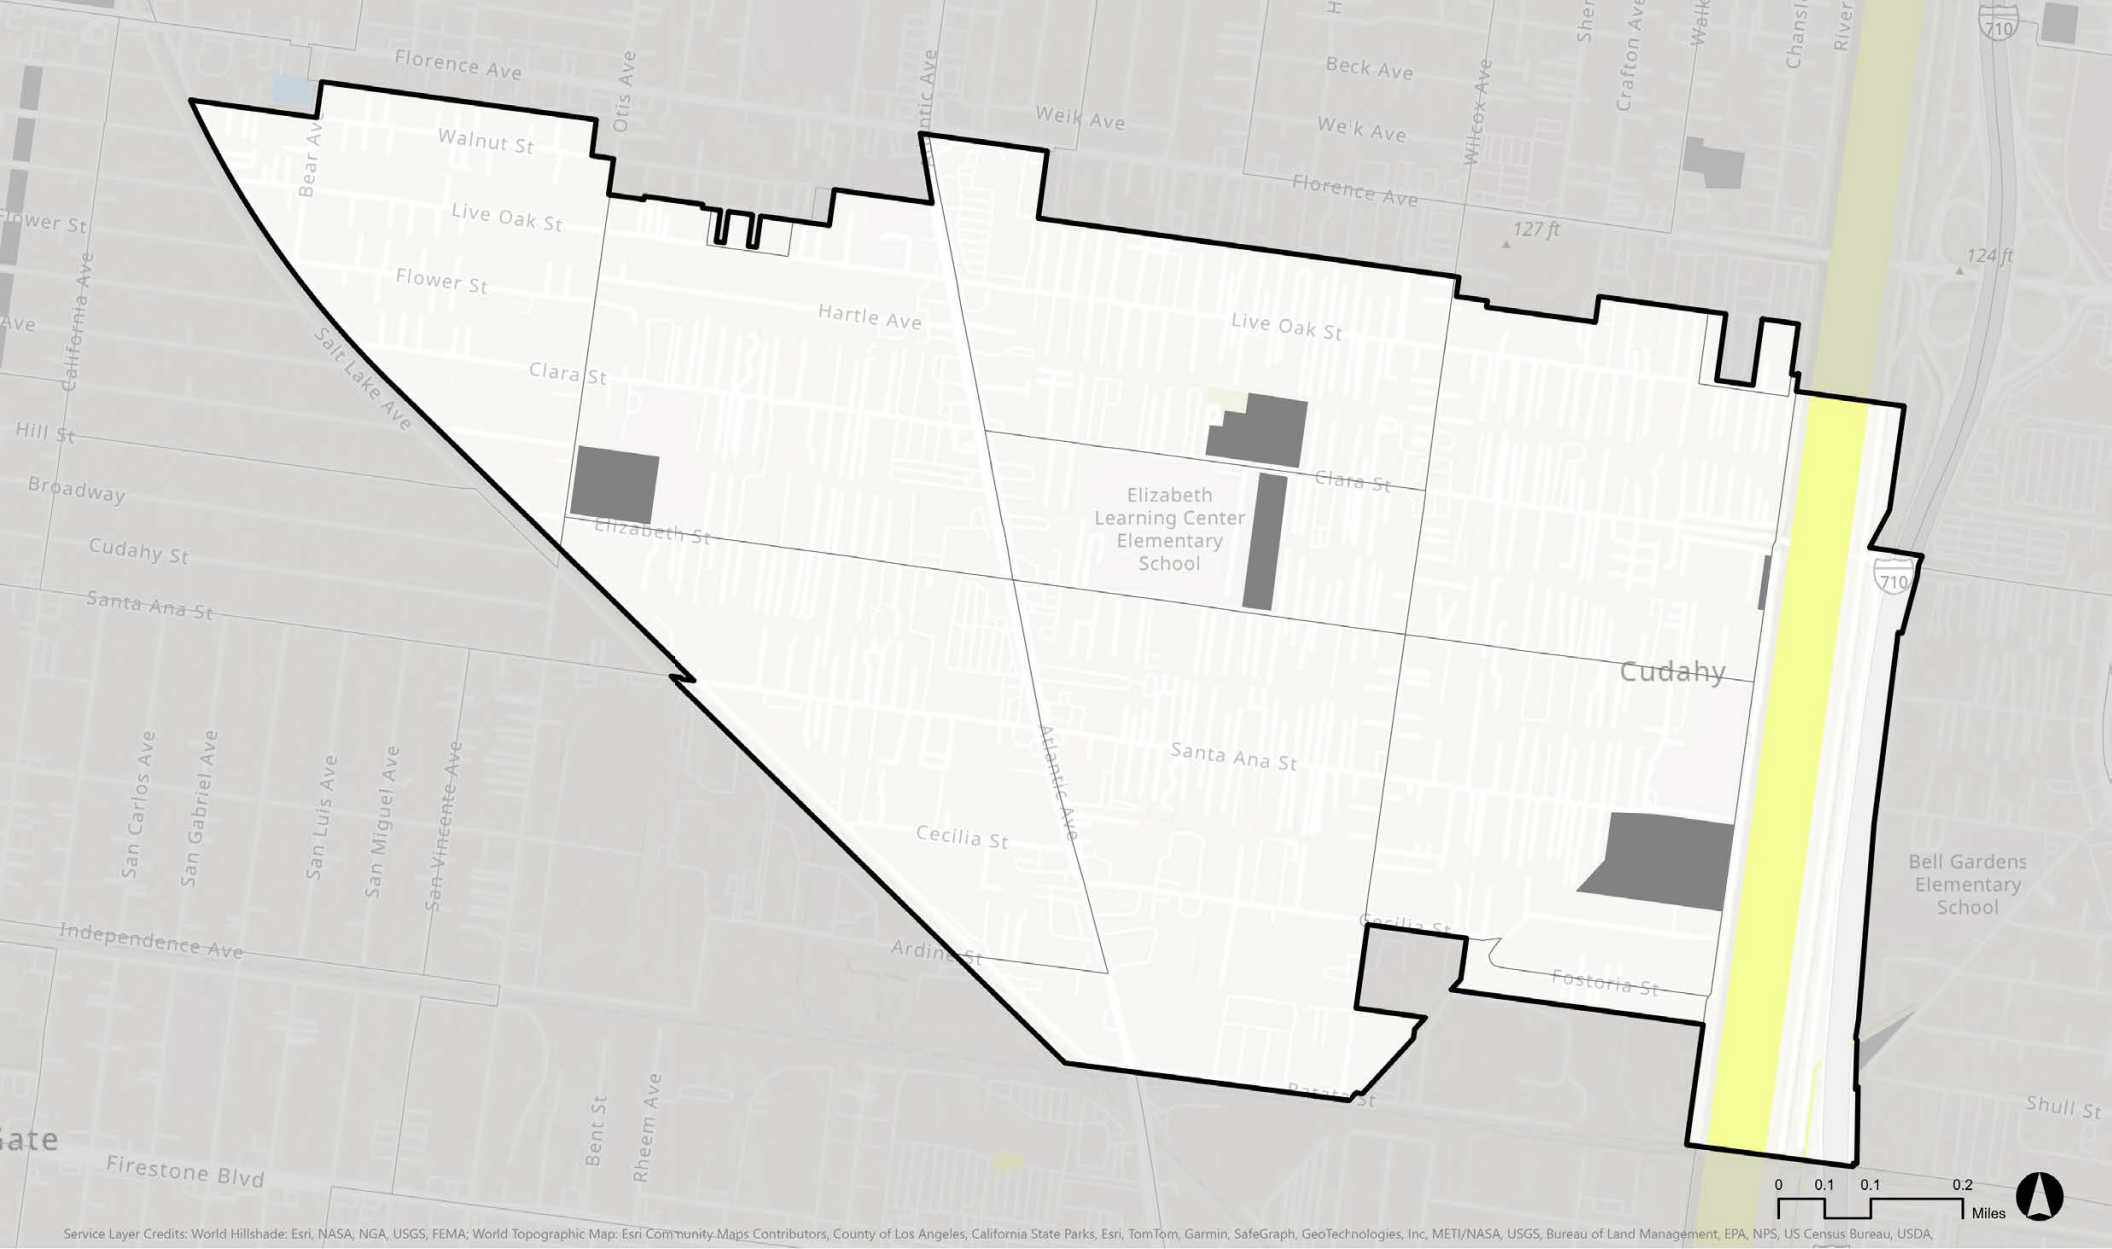 710
Florence Ave
Otis Ave
Beck Ave
Wilcox Ave
Crafton Ave
River
Weik Ave
We'k Ave
Walnut St
Bear Ave
Florence Ave
127 ft
124 ft
Live Oak St
Flower St
California Ave
Hartle Ave
Live Oak St
Ave
Salt Lake Ave
Clara St
Hill St
Clara St
Broadway
Elizabeth
Learning Center
Elementary
School
Elizabeth St
Cudahy St
710
Santa Ana St
Cudahy
Atlantic Ave
Santa Ana St
San Carlos Ave
San Gabriel Ave
San Luis Ave
San Miguel Ave
San Vincente Ave
Cecilia St
Bell Gardens
Elementary
School
Cecilia St
Independence Ave
Ardine St
Fostoria St
Patata St
Bent St
Rheem Ave
Shull St
Firestone Blvd
0 0.1 0.1 0.2
Miles
Service Layer Credits: World Hillshade: Esri, NASA, NGA, USGS, FEMA; World Topographic Map: Esri Community Maps Contributors, County of Los Angeles, California State Parks, Esri, TomTom, Garmin, SafeGraph, GeoTechnologies, Inc, METI/NASA, USGS, Bureau of Land Management, EPA, NPS, US Census Bureau, USDA,